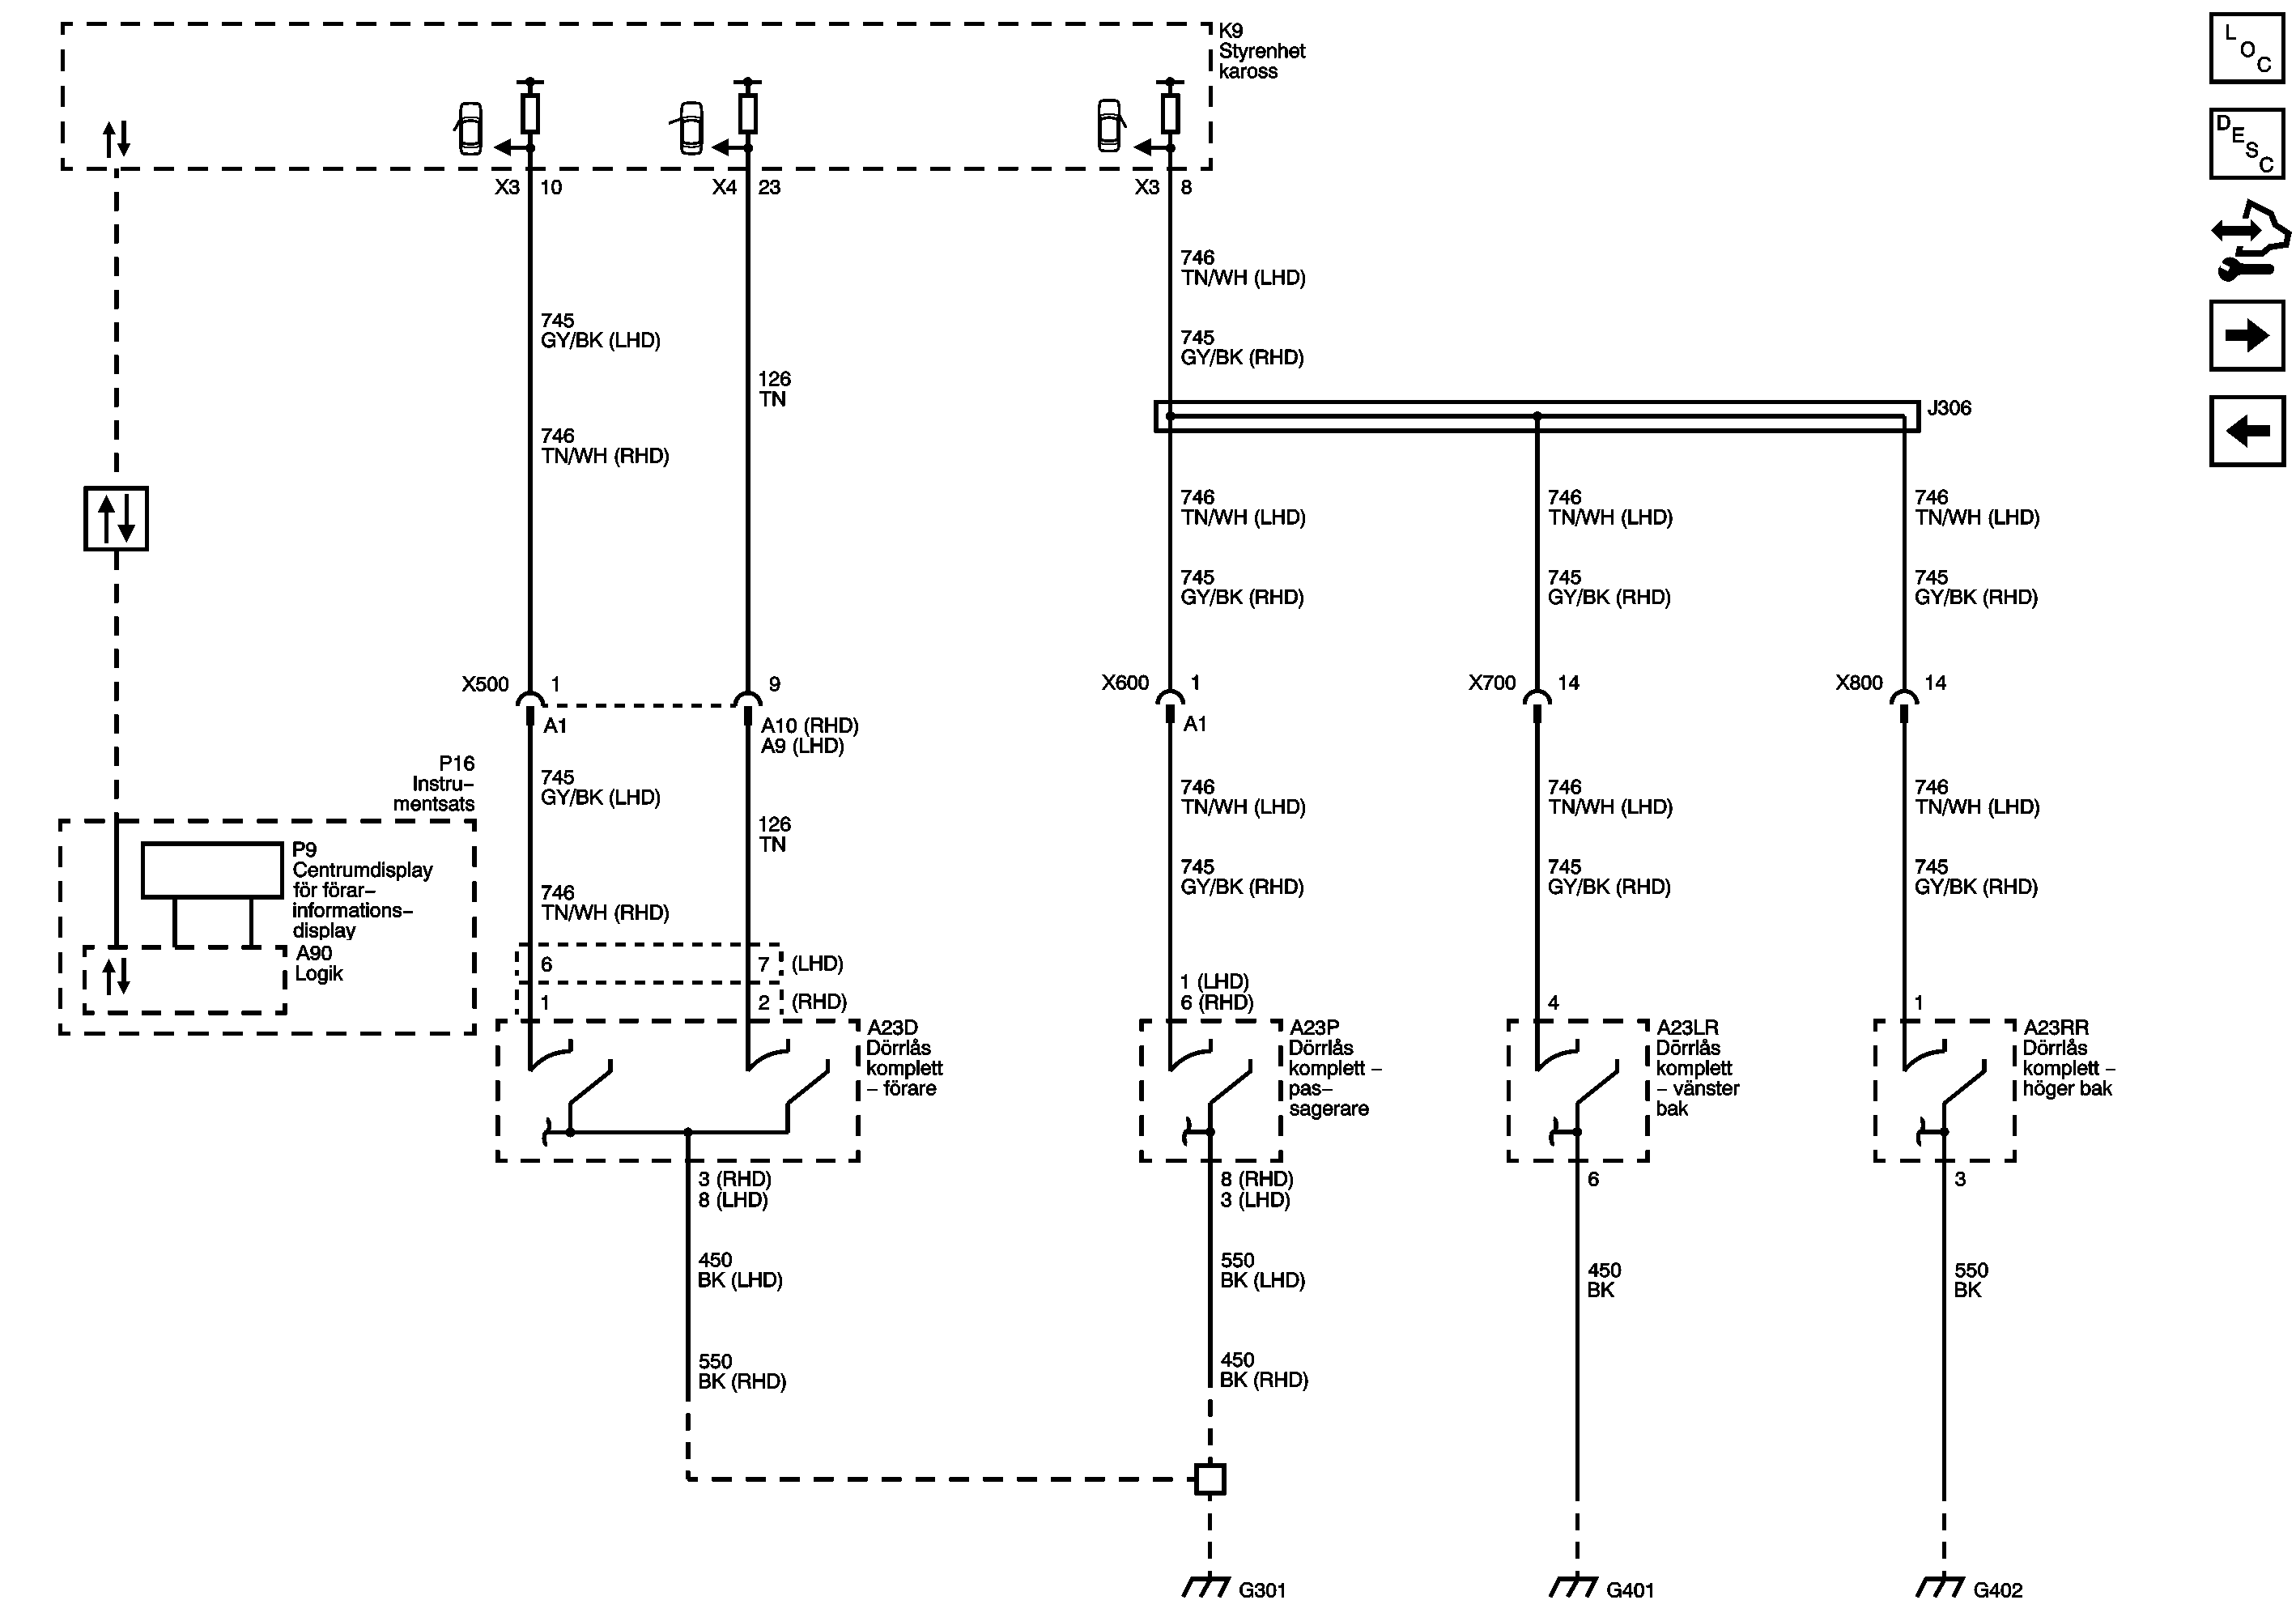 K9
Styrenhet
kaross
L
O
C
D
E
S
C
X3 10
X4 23
X3 8
746
TN/WH (LHD)
745
GY/BK (LHD)
745
GY/BK (RHD)
126
TN
J306
746
TN/WH (RHD)
746
TN/WH (LHD)
746
TN/WH (LHD)
746
TN/WH (LHD)
745
GY/BK (RHD)
745
GY/BK (RHD)
745
GY/BK (RHD)
X500 1
9
X600 1
X700 14
X800 14
A1
A10 (RHD)
A9 (LHD)
A1
P16
Instru–
mentsats
745
GY/BK (LHD)
746
TN/WH (LHD)
746
TN/WH (LHD)
746
TN/WH (LHD)
126
TN
P9
Centrumdisplay
för förar–
informations–
display
745
GY/BK (RHD)
745
GY/BK (RHD)
745
GY/BK (RHD)
746
TN/WH (RHD)
A90
Logik
6 7 (LHD)
1 2 (RHD)
1 (LHD)
6 (RHD)
4
1
A23D
Dörrlås
komplett
– förare
A23P
Dörrlås
komplett –
pas–
sagerare
A23LR
Dörrlås
komplett
– vänster
bak
A23RR
Dörrlås
komplett –
höger bak
3 (RHD)
8 (LHD)
8 (RHD)
3 (LHD)
6
3
450
BK (LHD)
550
BK (LHD)
450
BK
550
BK
550
BK (RHD)
450
BK (RHD)
G301
G401
G402